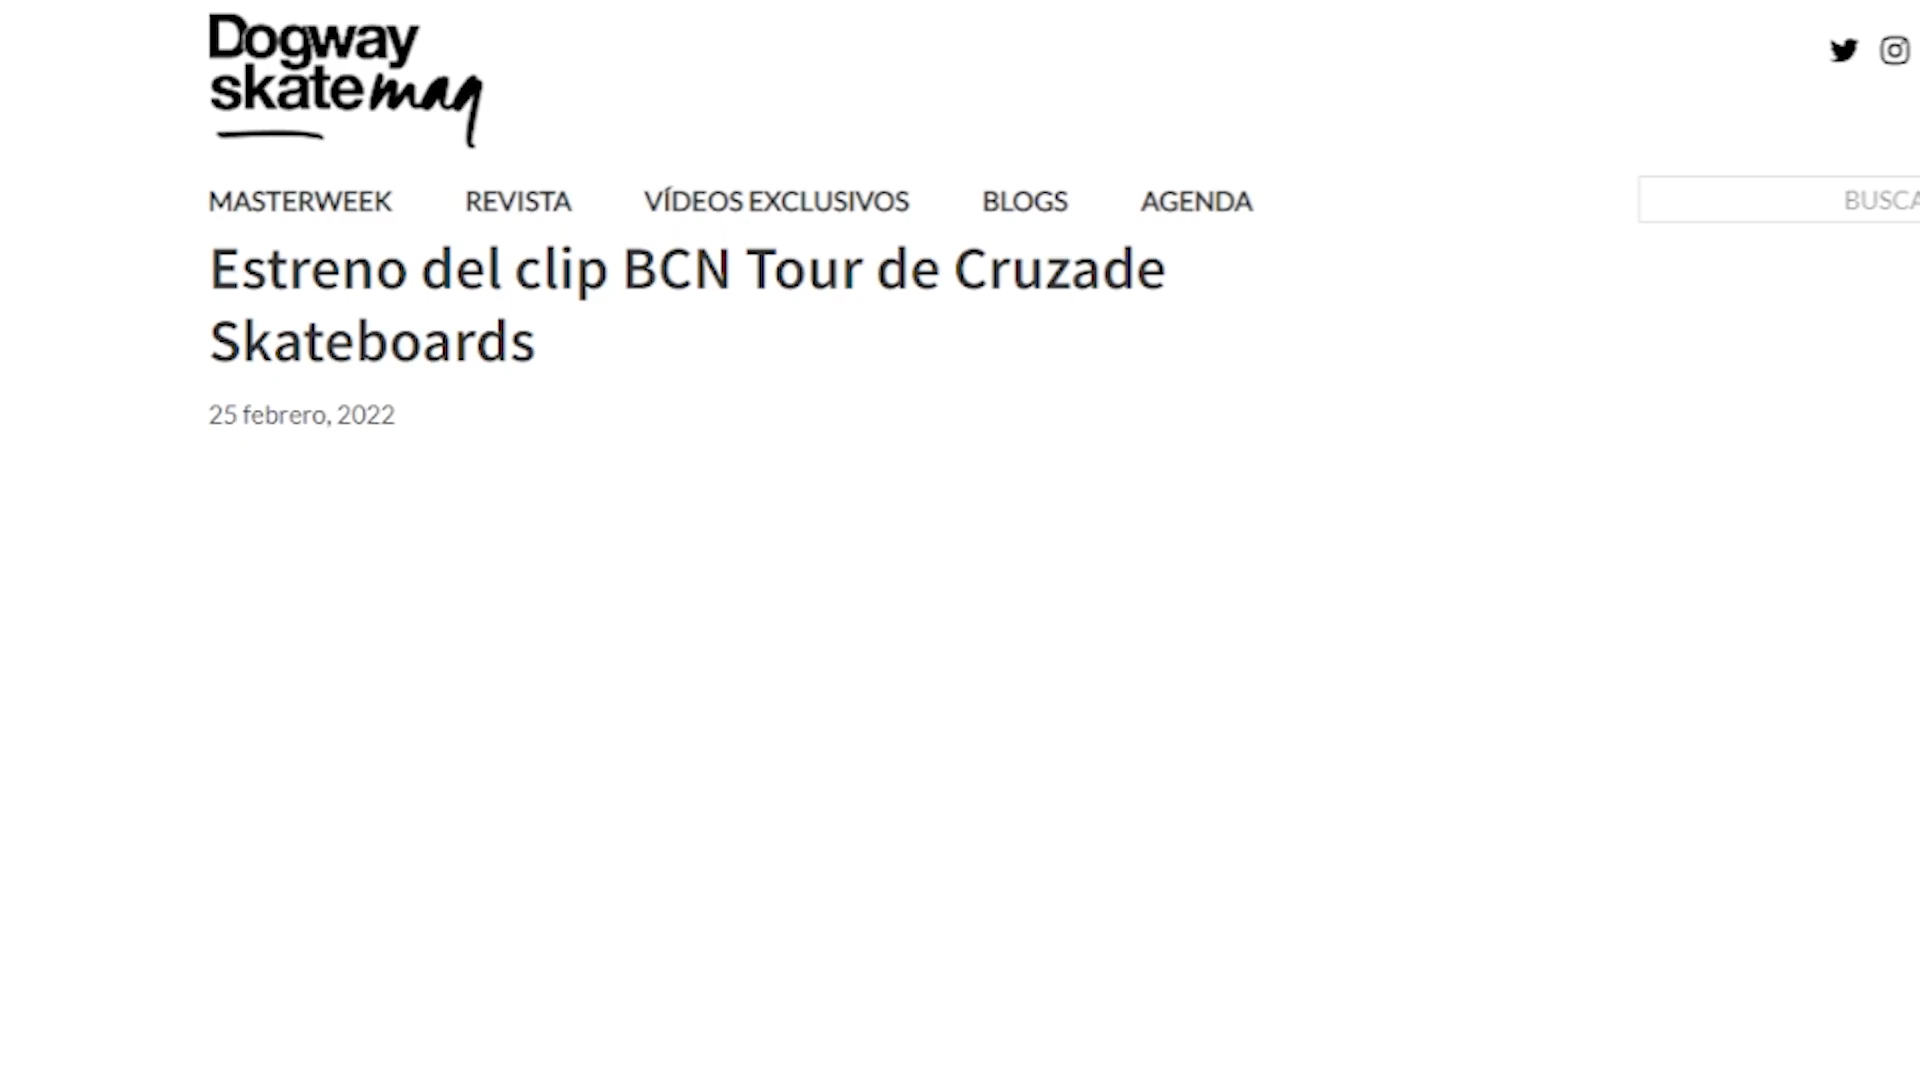 Dogway
skatemag
MASTERWEEK REVISTA VÍDEOS EXCLUSIVOS BLOGS AGENDA
Estreno del clip BCN Tour de Cruzade
Skateboards
25 febrero, 2022